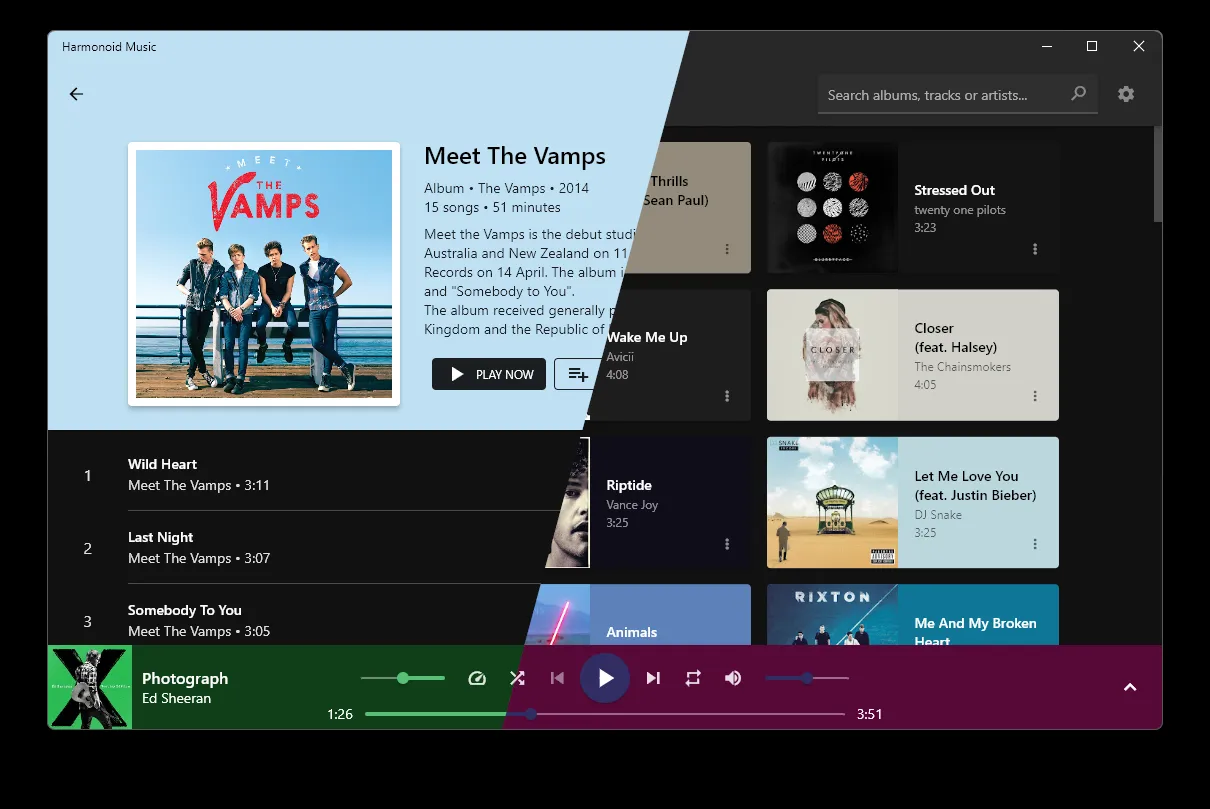 Harmonoid Music
Search albums, tracks or artists...
MEET
THE
VAMPS
Meet The Vamps
Album • The Vamps • 2014
15 songs • 51 minutes
Meet the Vamps is the debut studi
Australia and New Zealand on 11
Records on 14 April. The album i
and "Somebody to You".
The album received generally p
Kingdom and the Republic of
PLAY NOW
Thrills
Sean Paul)
TWENTY ONE
PILOTS
BLURRYFACE
Stressed Out
twenty one pilots
3:23
Wake Me Up
Avicii
4:08
CLOSER
Closer
(feat. Halsey)
The Chainsmokers
4:05
1
Wild Heart
Meet The Vamps • 3:11
2
Last Night
Meet The Vamps • 3:07
3
Somebody To You
Meet The Vamps • 3:05
Riptide
Vance Joy
3:25
DJ SNAKE
PARENTAL
ADVISORY
Let Me Love You
(feat. Justin Bieber)
DJ Snake
3:25
Animals
RIXTON
Me And My Broken
Heart
Photograph
Ed Sheeran
1:26
3:51